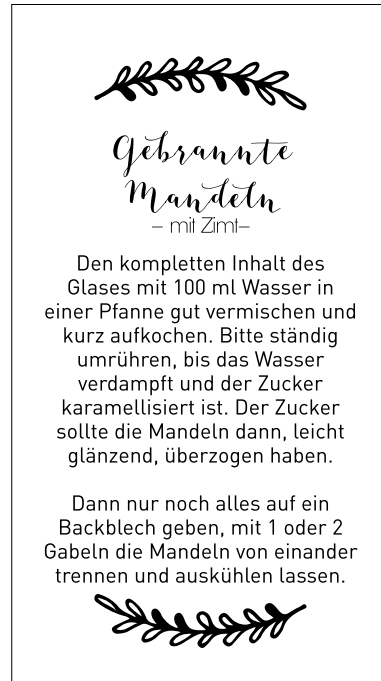 Gebrannte
Mandeln
– mit Zimt–
Den kompletten Inhalt des
Glases mit 100 ml Wasser in
einer Pfanne gut vermischen und
kurz aufkochen. Bitte ständig
umrühren, bis das Wasser
verdampft und der Zucker
karamellisiert ist. Der Zucker
sollte die Mandeln dann, leicht
glänzend, überzogen haben.
Dann nur noch alles auf ein
Backblech geben, mit 1 oder 2
Gabeln die Mandeln von einander
trennen und auskühlen lassen.